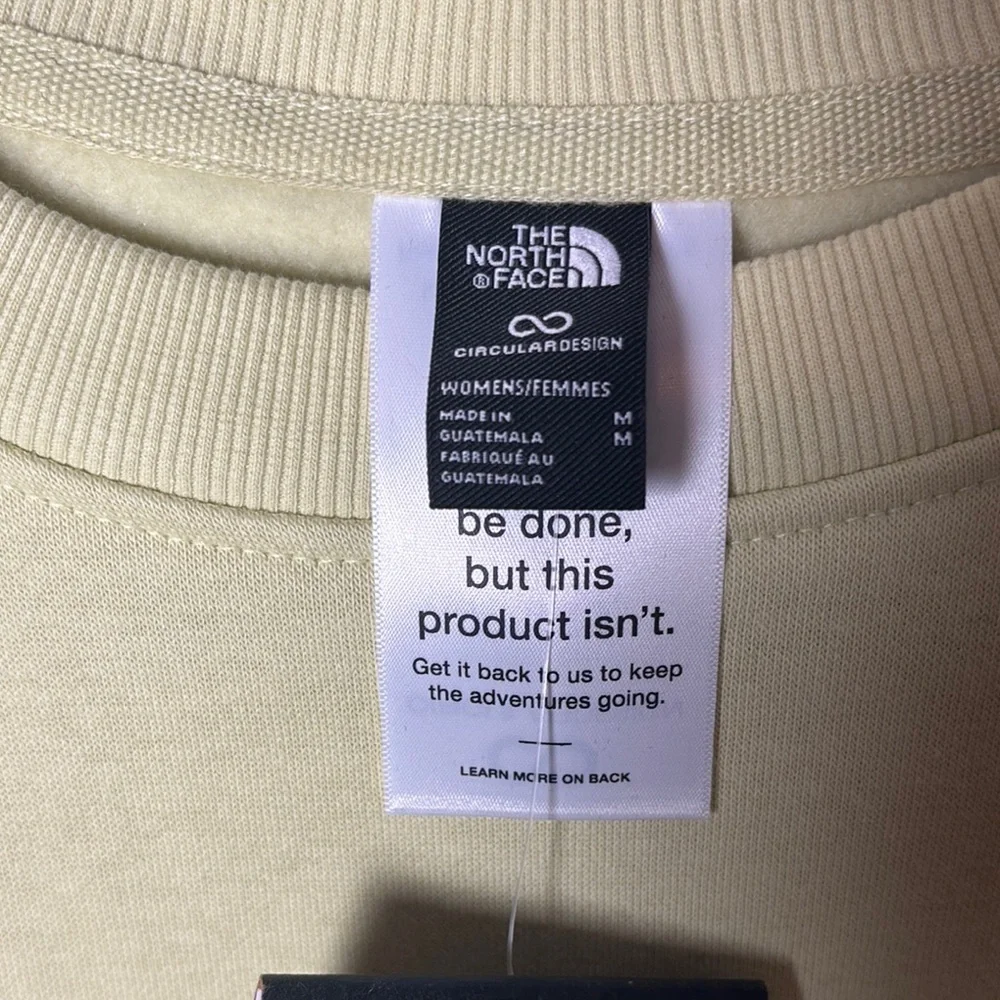 THE
NORTH
® FACE
CIRCULARDESIGN
WOMENS/FEMMES
MADE IN M
GUATEMALA M
FABRIQUÉ AU
GUATEMALA
be done,
but this
product isn't.
Get it back to us to keep
the adventures going.
LEARN MORE ON BACK